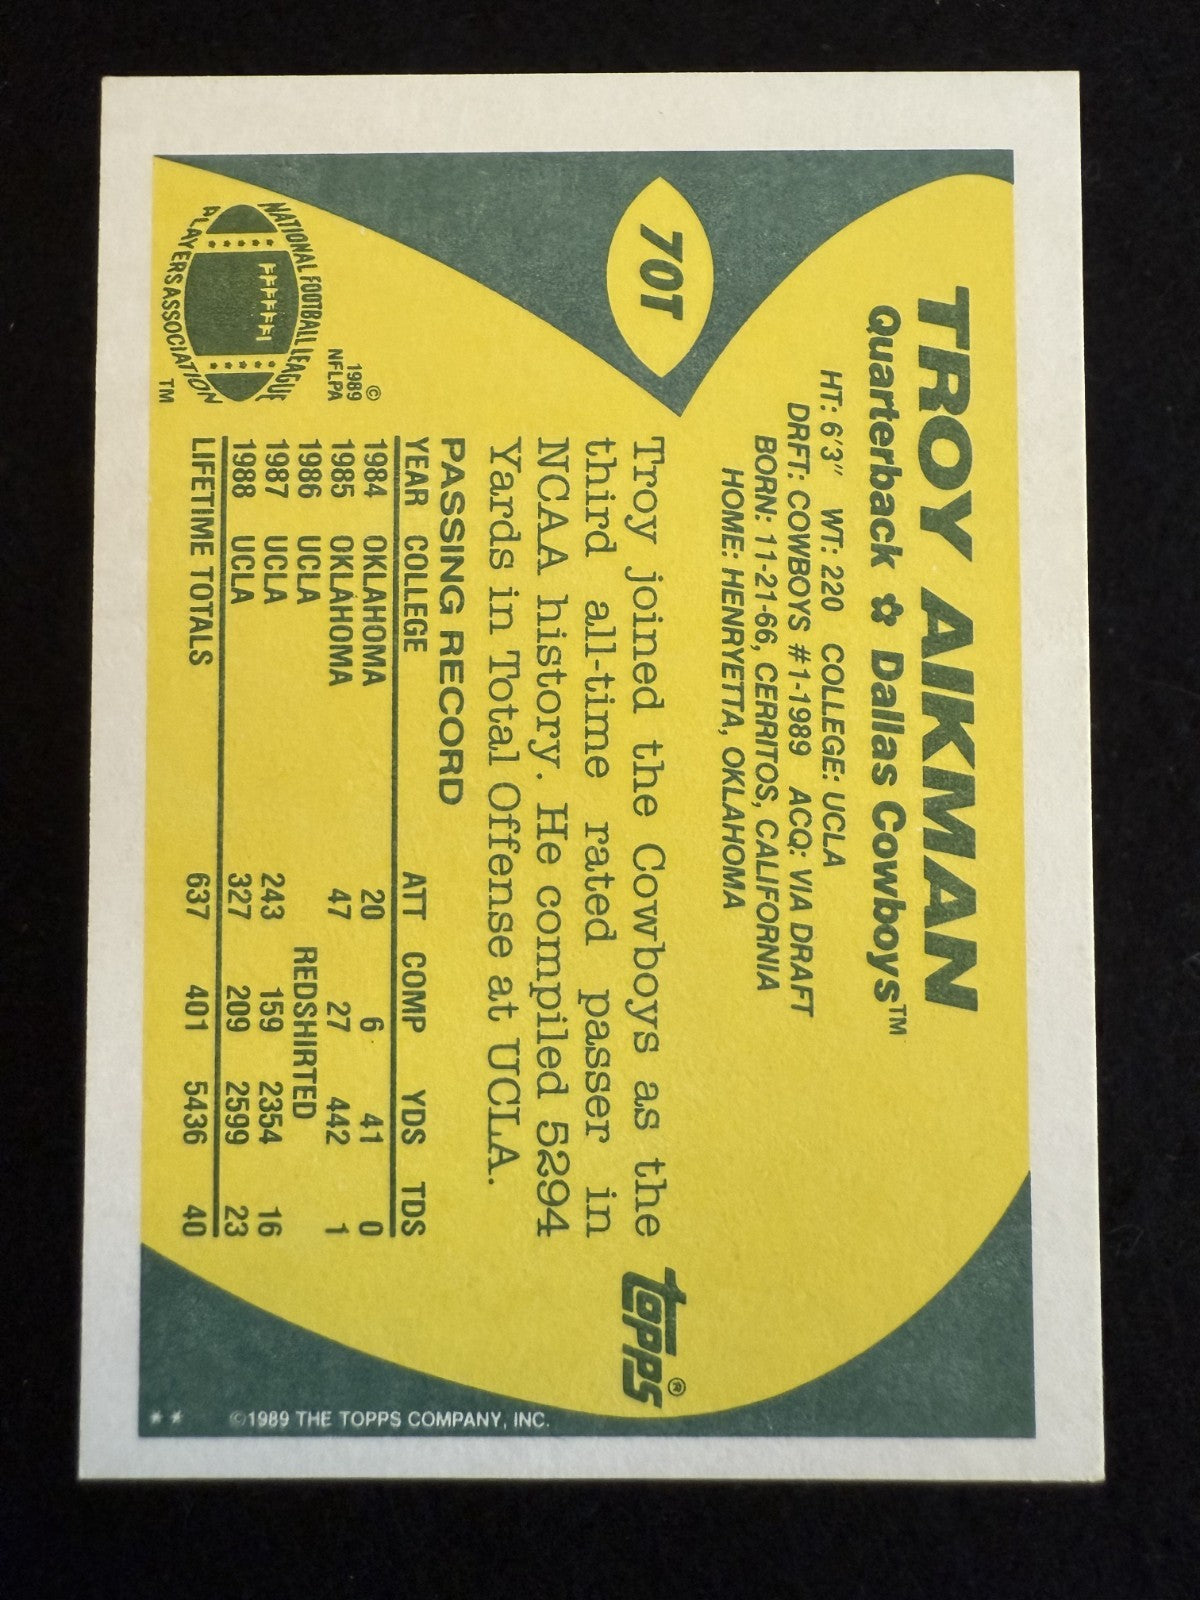 70T
TROY AIKMAN
Quarterback ✿ Dallas Cowboys™
HT: 6'3" WT: 220 COLLEGE: UCLA
DRFT: COWBOYS #1-1989 ACQ: VIA DRAFT
BORN: 11-21-66, CERRITOS, CALIFORNIA
HOME: HENRYETTA, OKLAHOMA
Troy joined the Cowboys as the
third all-time rated passer in
NCAA history. He compiled 5294
Yards in Total Offense at UCLA.
PASSING RECORD
YEAR COLLEGE ATT COMP YDS TDS
1984 OKLAHOMA 20 6 41 0
1985 OKLAHOMA 47 27 442 1
1986 UCLA REDSHIRTED
1987 UCLA 243 159 2354 16
1988 UCLA 327 209 2599 23
LIFETIME TOTALS 637 401 5436 40
©
1989
NFLPA
NATIONAL FOOTBALL LEAGUE
PLAYERS ASSOCIATION
TM
TOPPS®
©1989 THE TOPPS COMPANY, INC.
**